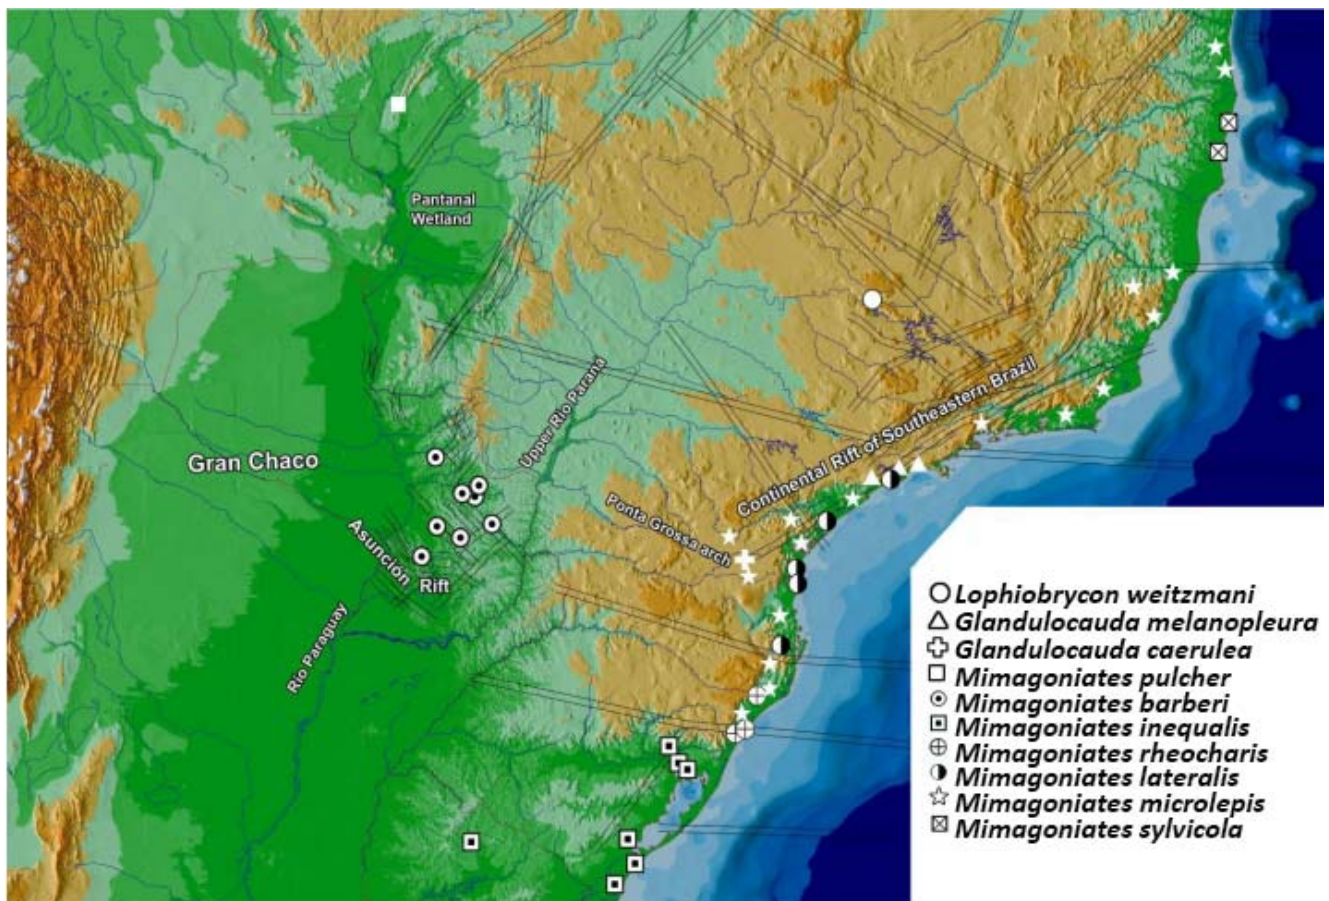 Pantanal
Wetland
Upper Rio Paraná
Gran Chaco
Continental Rift of Southeastern Brazil
Ponta Grossa arch
Asunción
Rift
Rio Paraguay
Lophiobrycon weitzmani
Glandulocauda melanopleura
Glandulocauda caerulea
Mimagoniates pulcher
Mimagoniates barberi
Mimagoniates inequalis
Mimagoniates rheocharis
Mimagoniates lateralis
Mimagoniates microlepis
Mimagoniates sylvicola